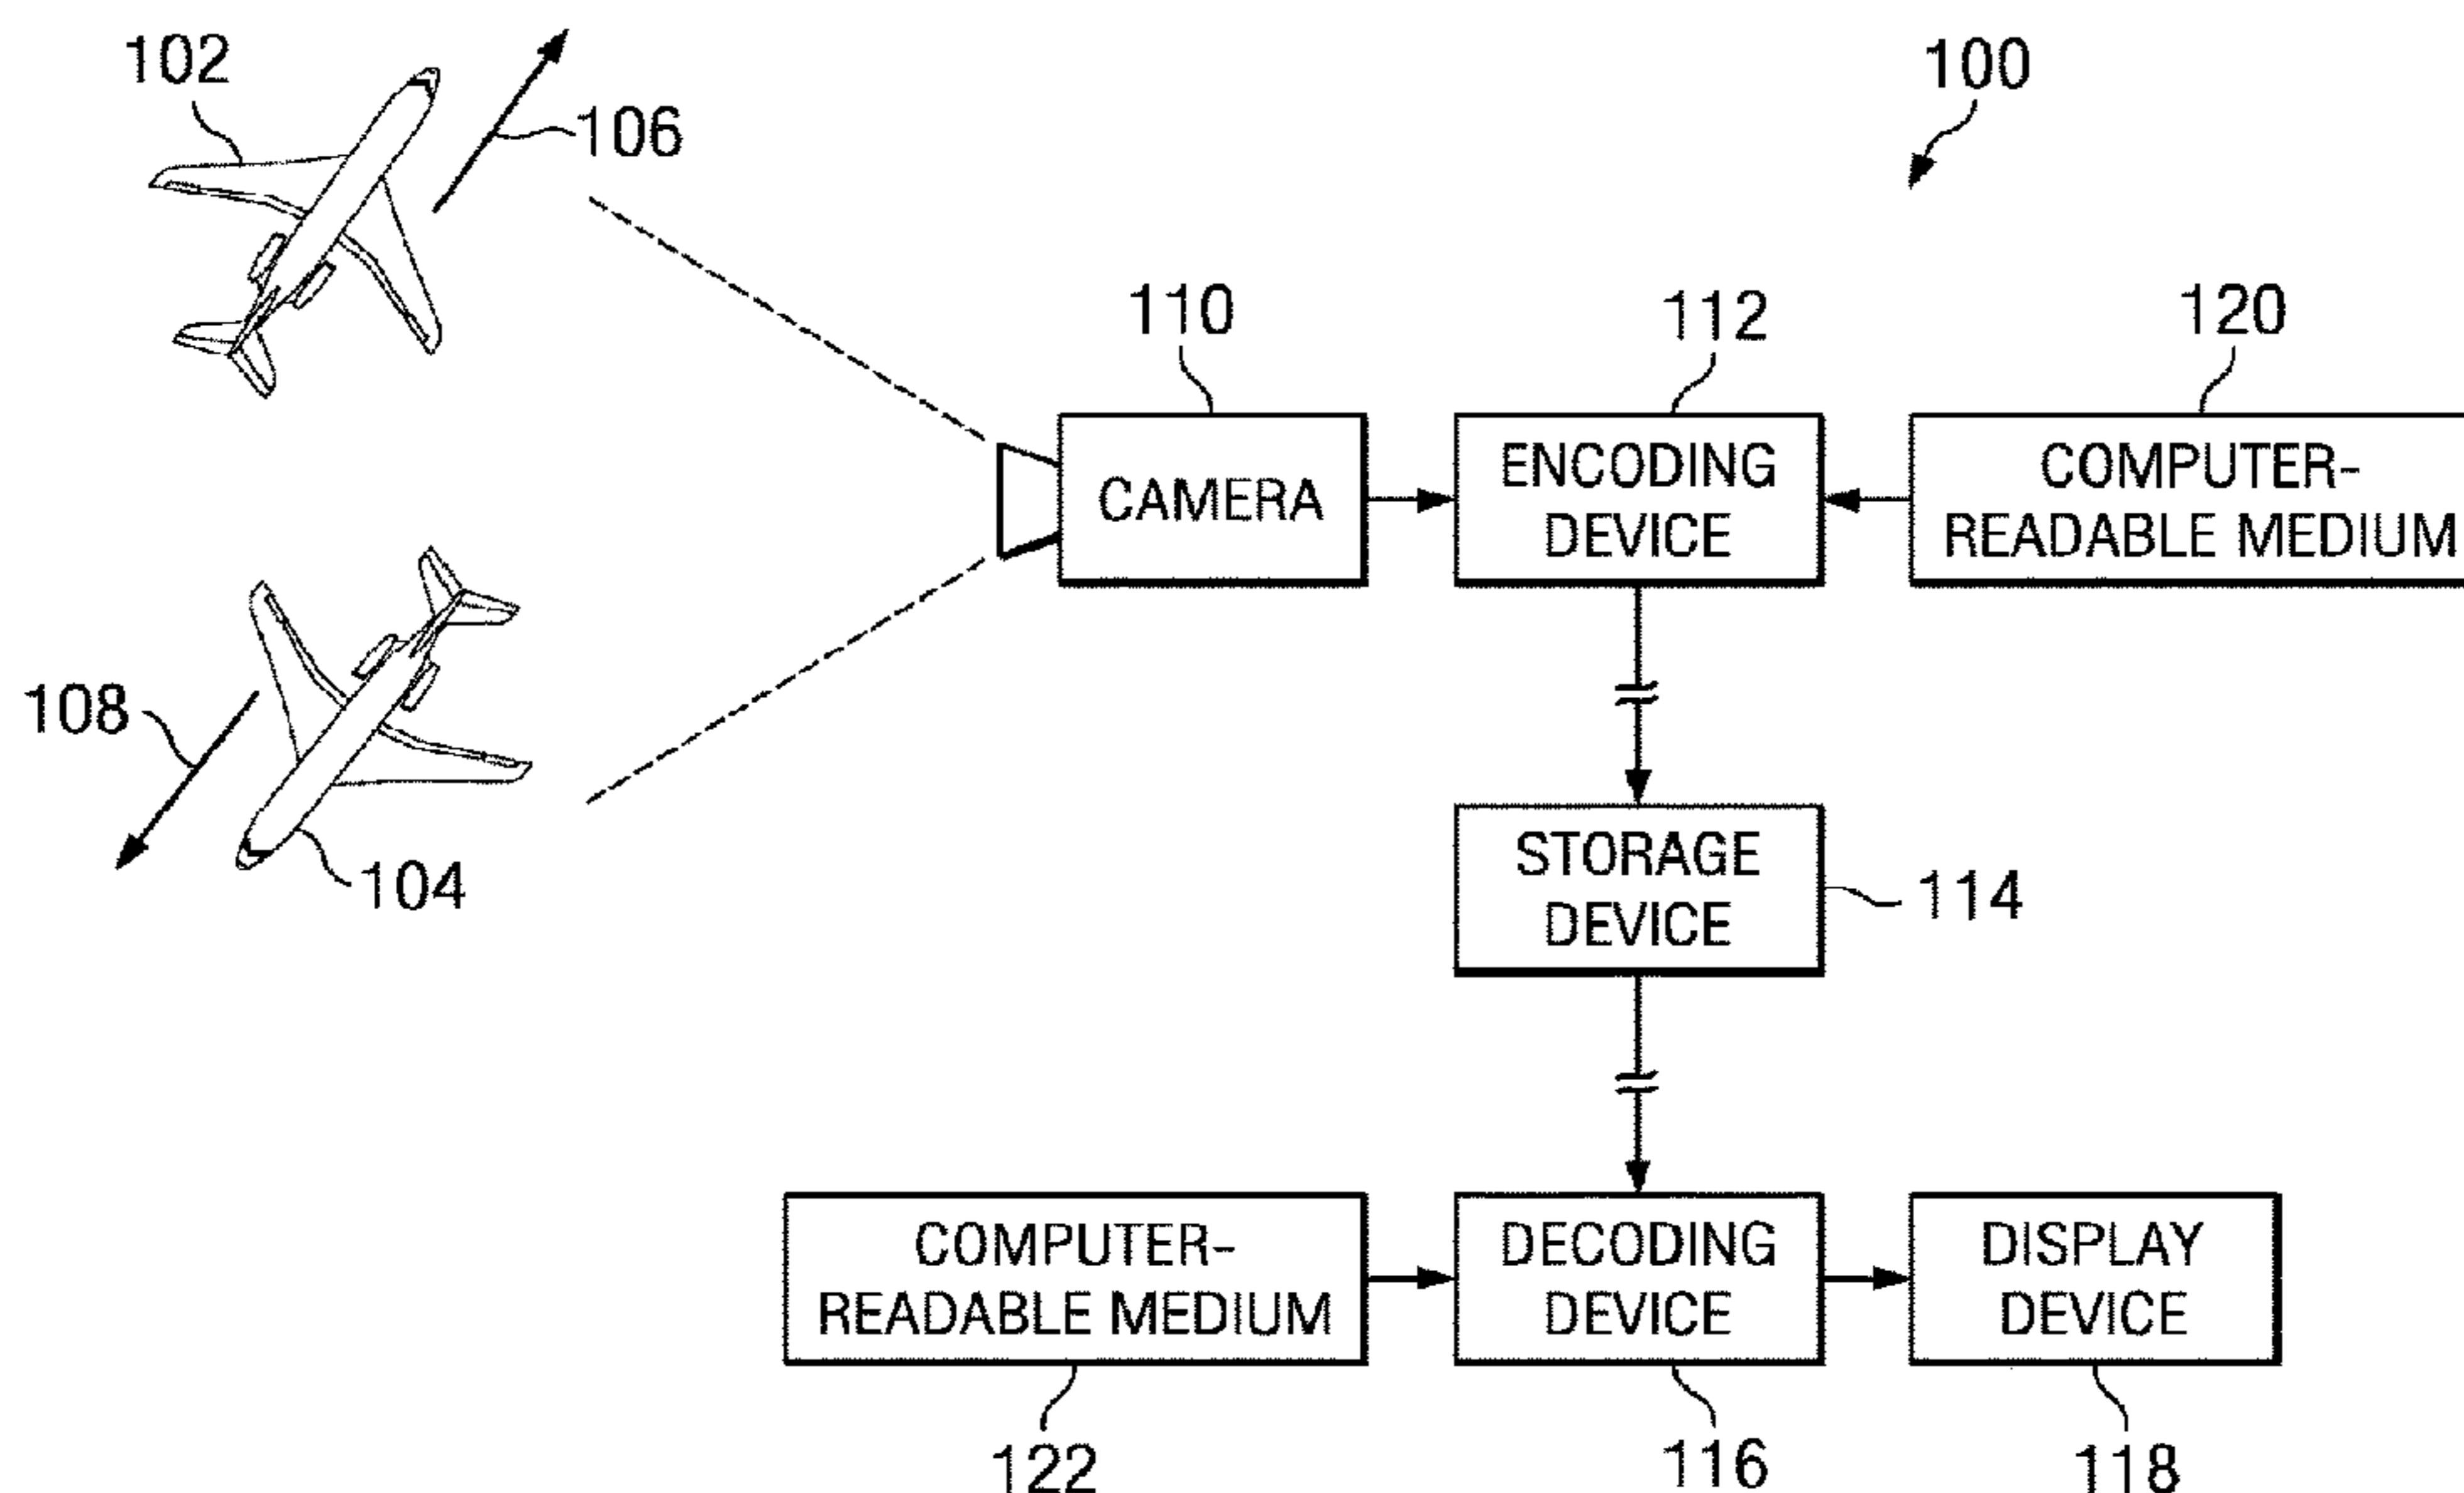 102
106
100
110
112
120
CAMERA
ENCODING
DEVICE
COMPUTER-
READABLE MEDIUM
108
104
STORAGE
DEVICE
114
COMPUTER-
READABLE MEDIUM
DECODING
DEVICE
DISPLAY
DEVICE
122
116
118